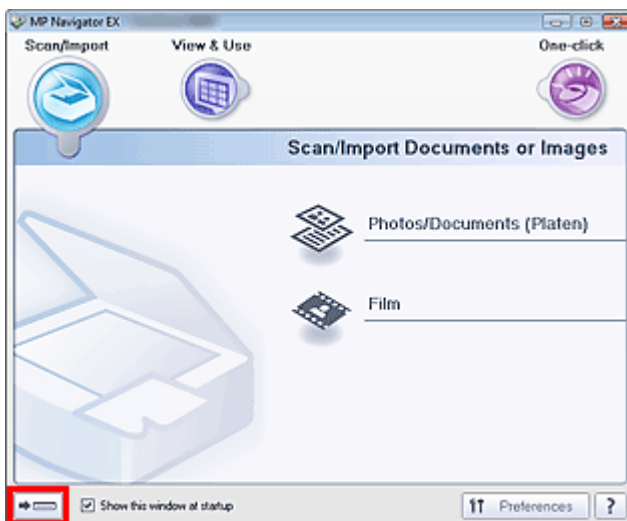 MP Navigator EX
Scan/Import
View & Use
One-click
Scan/Import Documents or Images
Photos/Documents (Platen)
Film
Show this window at startup
Preferences
?